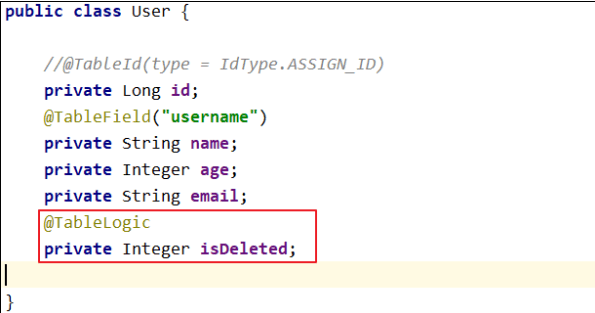 public class User {
//@TableId(type = IdType.ASSIGN_ID)
private Long id;
@TableField("username")
private String name;
private Integer age;
private String email;
@TableLogic
private Integer isDeleted;
}